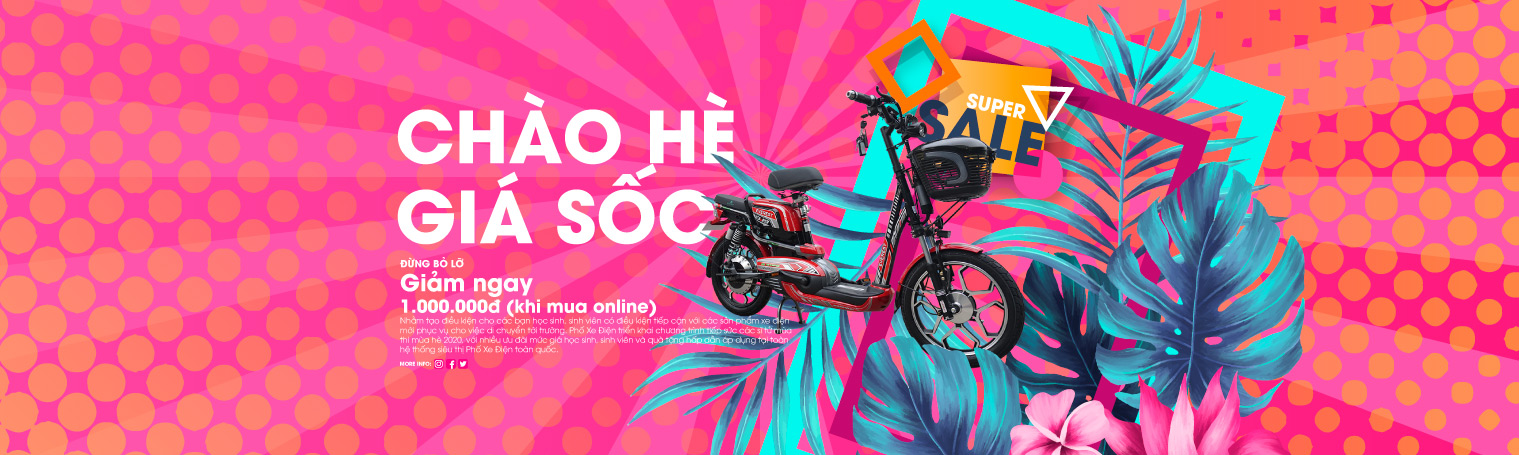 CHÀO HÈ
GIÁ SỐC
SUPER
SALE
ĐỪNG BỎ LỠ
Giảm ngay
1.000.000đ (khi mua online)
Nhằm tạo điều kiện cho các bạn học sinh, sinh viên có điều kiện tiếp cận với các sản phẩm xe điện
mới phục vụ cho việc di chuyển tới trường. Phố Xe Điện triển khai chương trình tiếp sức các sĩ tử mùa
thi mùa hè 2020, với nhiều ưu đãi mức giá học sinh, sinh viên và quà tặng hấp dẫn áp dụng tại toàn
hệ thống siêu thị Phố Xe Điện toàn quốc.
MORE INFO: